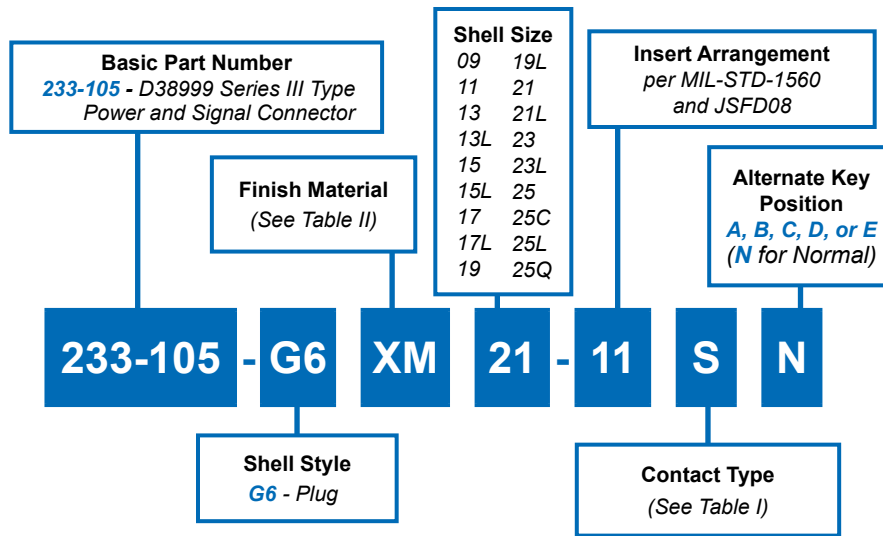 Basic Part Number
233-105 - D38999 Series III Type
Power and Signal Connector
Finish Material
(See Table II)
Shell Size
09 19L
11 21
13 21L
13L 23
15 23L
15L 25
17 25C
17L 25L
19 25Q
Insert Arrangement
per MIL-STD-1560
and JSFD08
Alternate Key
Position
A, B, C, D, or E
(N for Normal)
233-105 - G6 XM 21 - 11 S N
Shell Style
G6 - Plug
Contact Type
(See Table I)